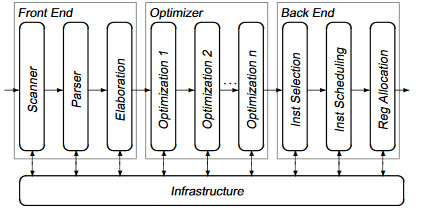 Front End
Optimizer
Back End
Scanner
Parser
Elaboration
Optimization 1
Optimization 2
...
Optimization n
Inst Selection
Inst Scheduling
Reg Allocation
Infrastructure